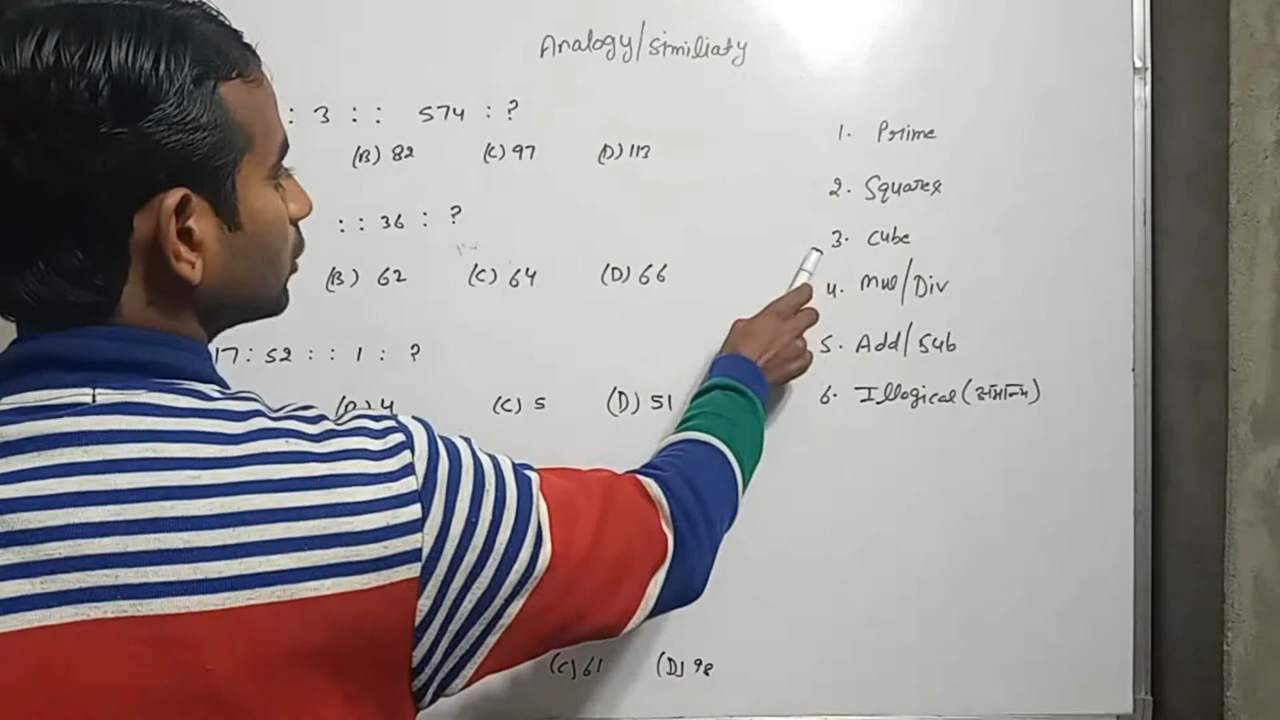 Analogy/similiaty
: 3 : : 574 : ?
(B) 82 (C) 97 (D) 113
: : 36 : ?
(B) 62 (C) 64 (D) 66
17 : 52 : : 1 : ?
4 (C) 5 (D) 51
(C) 61 (D) 98
1. Prime
2. Squares
3. Cube
4. Mul/Div
5. Add/Sub
6. Illogical (